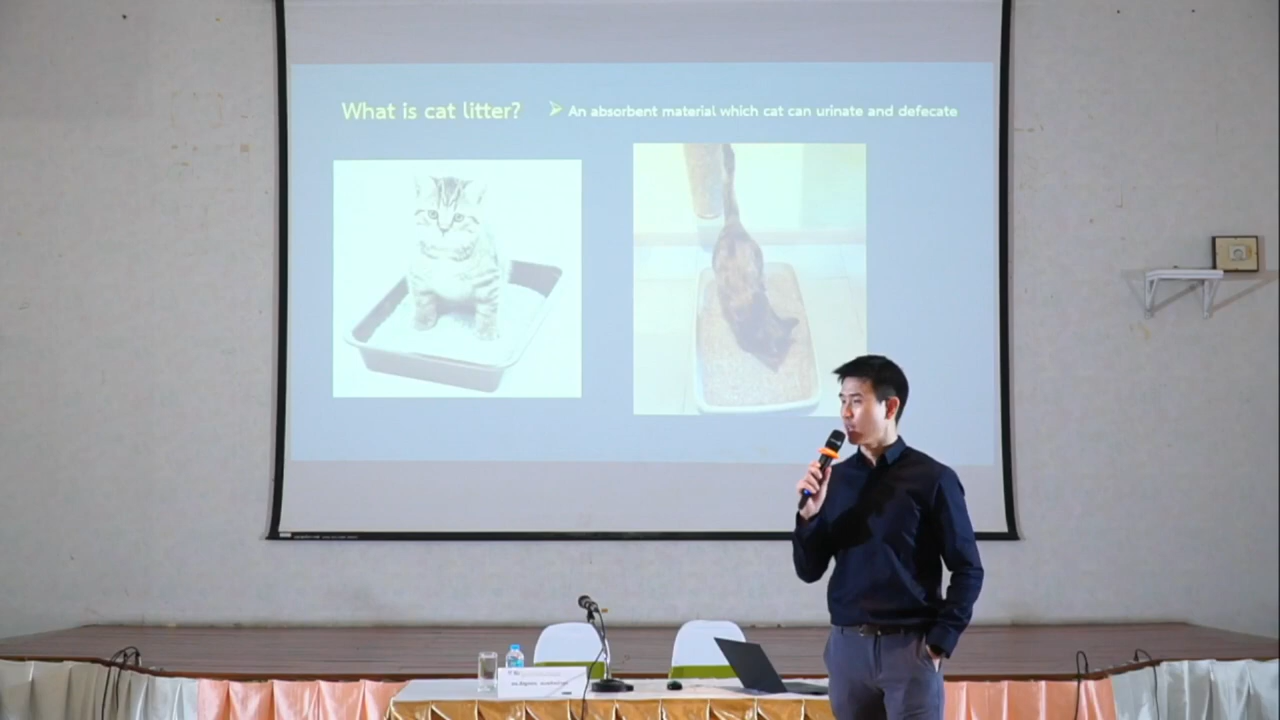 What is cat litter?
➢ An absorbent material which cat can urinate and defecate